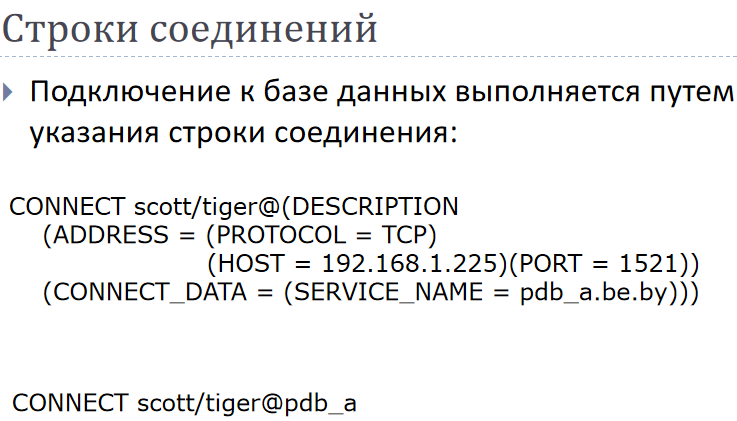 Строки соединений
Подключение к базе данных выполняется путем
указания строки соединения:
CONNECT scott/tiger@(DESCRIPTION
(ADDRESS = (PROTOCOL = TCP)
(HOST = 192.168.1.225)(PORT = 1521))
(CONNECT_DATA = (SERVICE_NAME = pdb_a.be.by)))
CONNECT scott/tiger@pdb_a